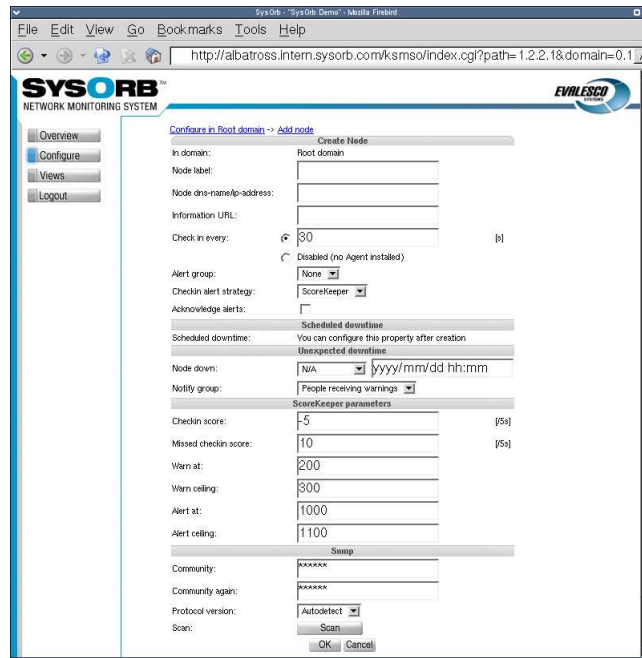 SysOrb - "SysOrb Demo" - Mozilla Firebird
File Edit View Go Bookmarks Tools Help
http://albatross.intern.sysorb.com/ksmso/index.cgi?path=1.2.2.1&domain=0.1
SYSORB™
NETWORK MONITORING SYSTEM
EVALESCO
SYSTEMS
Overview
Configure
Views
Logout
Configure in Root domain -> Add node
Create Node
In domain: Root domain
Node label:
Node dns-name/ip-address:
Information URL:
Check in every: 30 [s]
Disabled (no Agent installed)
Alert group: None
Checkin alert strategy: ScoreKeeper
Acknowledge alerts:
Scheduled downtime
Scheduled downtime: You can configure this property after creation
Unexpected downtime
Node down: N/A yyyy/mm/dd hh:mm
Notify group: People receiving warnings
ScoreKeeper parameters
Checkin score: -5 [/5s]
Missed checkin score: 10 [/5s]
Warn at: 200
Warn ceiling: 300
Alert at: 1000
Alert ceiling: 1100
Snmp
Community: ******
Community again: ******
Protocol version: Autodetect
Scan: Scan
OK Cancel